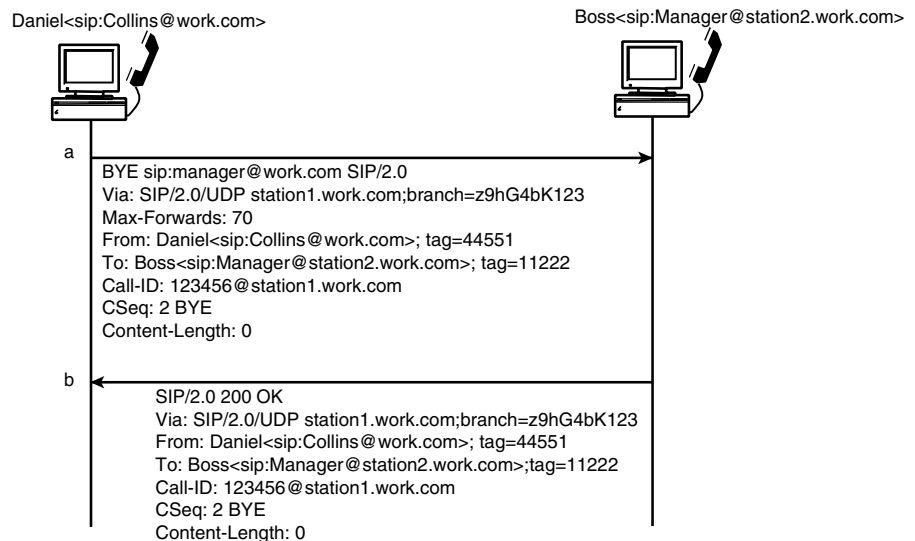 Daniel<sip:Collins@work.com>
Boss<sip:Manager@station2.work.com>
a
BYE sip:manager@work.com SIP/2.0
Via: SIP/2.0/UDP station1.work.com;branch=z9hG4bK123
Max-Forwards: 70
From: Daniel<sip:Collins@work.com>; tag=44551
To: Boss<sip:Manager@station2.work.com>; tag=11222
Call-ID: 123456@station1.work.com
CSeq: 2 BYE
Content-Length: 0
b
SIP/2.0 200 OK
Via: SIP/2.0/UDP station1.work.com;branch=z9hG4bK123
From: Daniel<sip:Collins@work.com>; tag=44551
To: Boss<sip:Manager@station2.work.com>;tag=11222
Call-ID: 123456@station1.work.com
CSeq: 2 BYE
Content-Length: 0